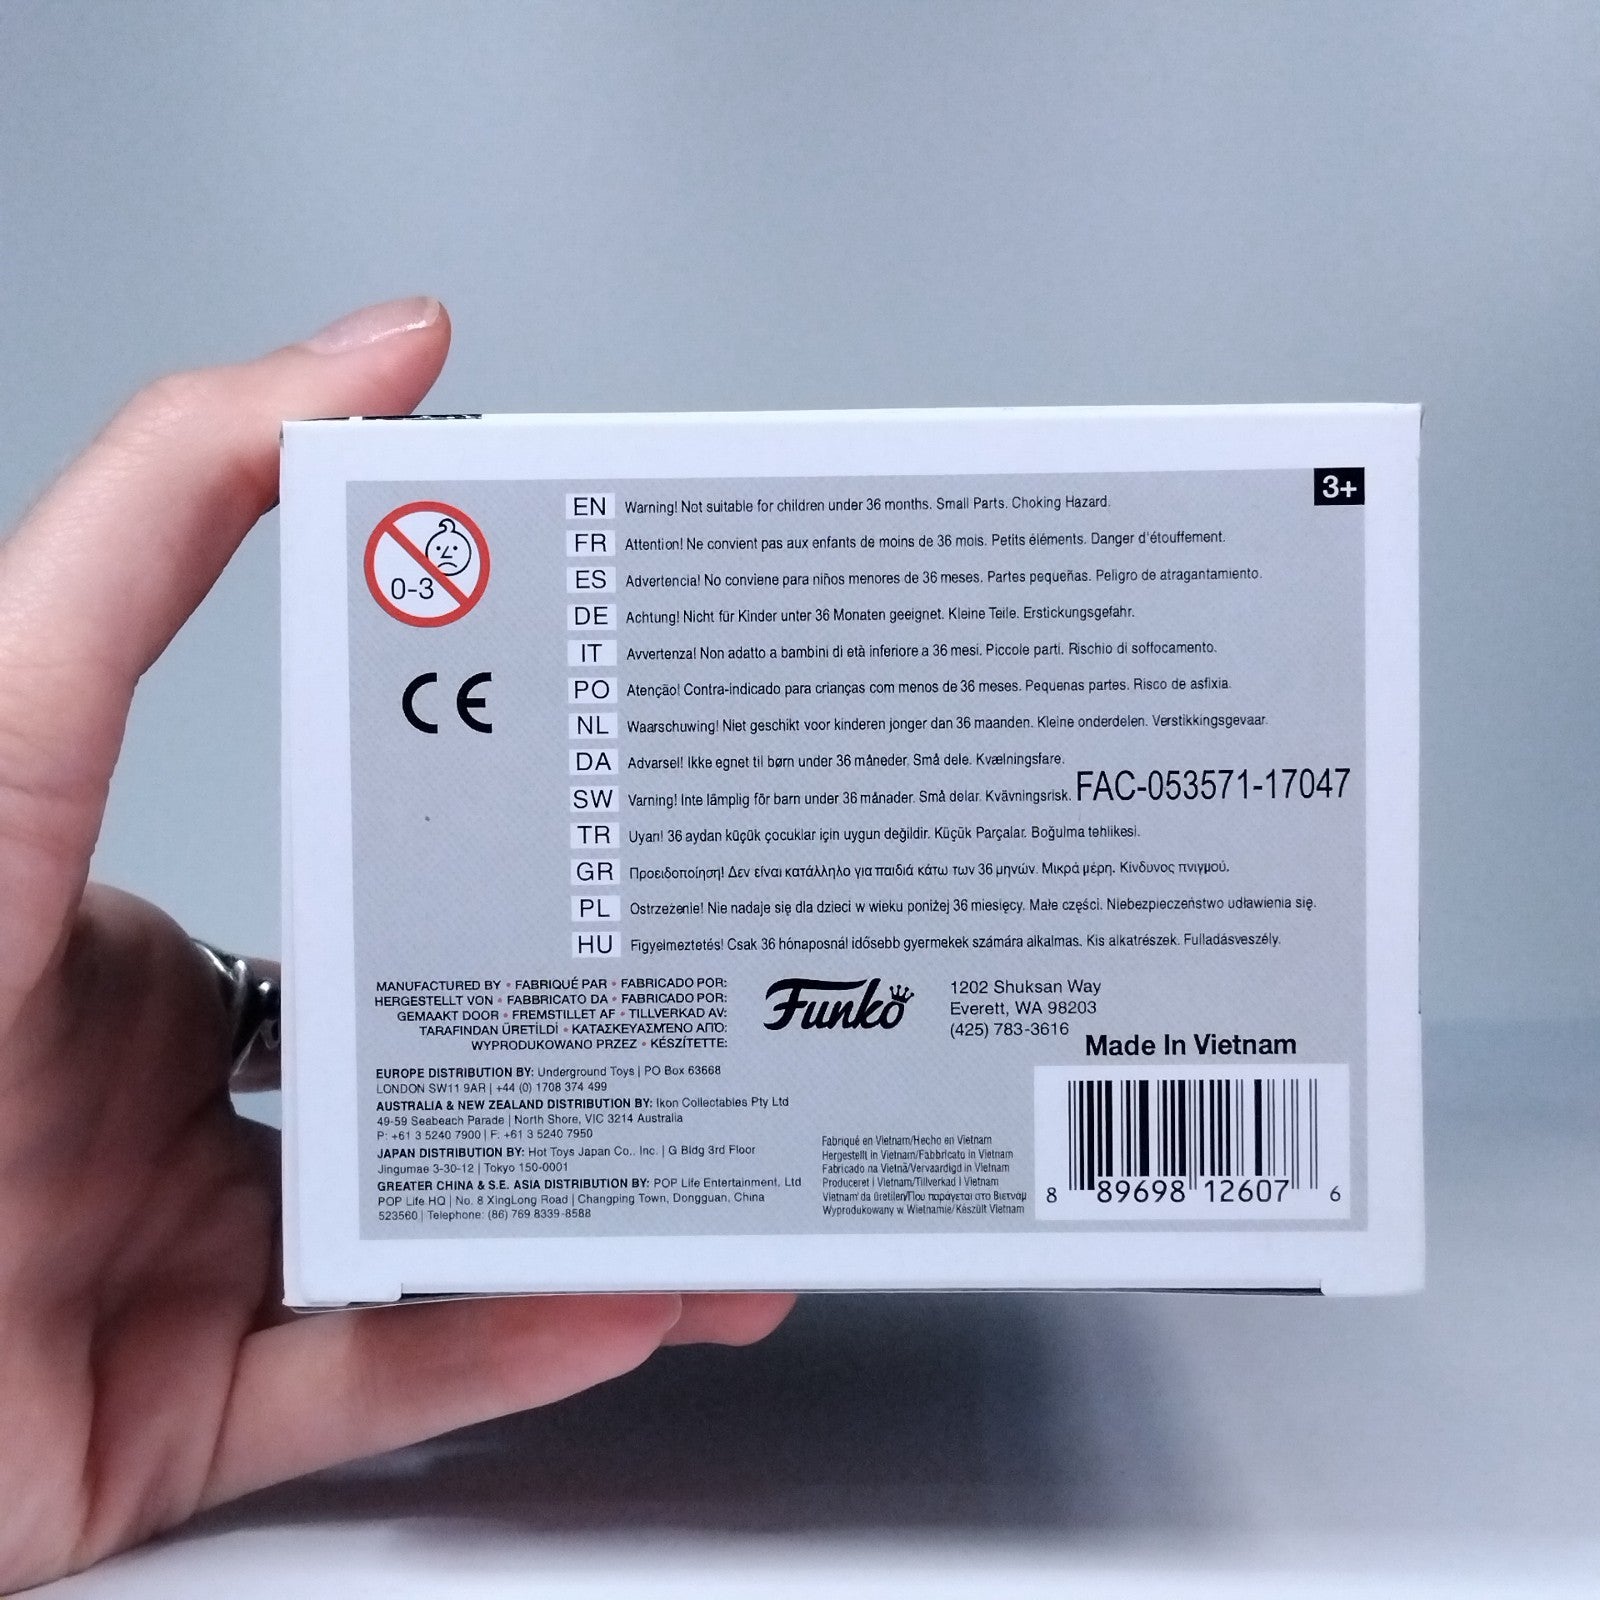 3+
0-3
CE
EN Warning! Not suitable for children under 36 months. Small Parts. Choking Hazard.
FR Attention! Ne convient pas aux enfants de moins de 36 mois. Petits éléments. Danger d'étouffement.
ES Advertencia! No conviene para niños menores de 36 meses. Partes pequeñas. Peligro de atragantamiento.
DE Achtung! Nicht für Kinder unter 36 Monaten geeignet. Kleine Teile. Erstickungsgefahr.
IT Avvertenza! Non adatto a bambini di età inferiore a 36 mesi. Piccole parti. Rischio di soffocamento.
PO Atenção! Contra-indicado para crianças com menos de 36 meses. Pequenas partes. Risco de asfixia.
NL Waarschuwing! Niet geschikt voor kinderen jonger dan 36 maanden. Kleine onderdelen. Verstikkingsgevaar.
DA Advarsel! Ikke egnet til børn under 36 måneder. Små dele. Kvælningsfare.
SW Varning! Inte lämplig för barn under 36 månader. Små delar. Kvävningsrisk.
FAC-053571-17047
TR Uyarı! 36 aydan küçük çocuklar için uygun değildir. Küçük Parçalar. Boğulma tehlikesi.
GR Προειδοποίηση! Δεν είναι κατάλληλο για παιδιά κάτω των 36 μηνών. Μικρά μέρη. Κίνδυνος πνιγμού.
PL Ostrzeżenie! Nie nadaje się dla dzieci w wieku poniżej 36 miesięcy. Małe części. Niebezpieczeństwo udławienia się.
HU Figyelmeztetés! Csak 36 hónaposnál idősebb gyermekek számára alkalmas. Kis alkatrészek. Fulladásveszély.
MANUFACTURED BY • FABRIQUÉ PAR • FABRICADO POR:
HERGESTELLT VON • FABBRICATO DA • FABRICADO POR:
GEMAAKT DOOR • FREMSTILLET AF • TILLVERKAD AV:
TARAFINDAN ÜRETİLDİ • ΚΑΤΑΣΚΕΥΑΣΜΕΝΟ ΑΠΌ:
WYPRODUKOWANO PRZEZ • KÉSZÍTETTE:
Funko
1202 Shuksan Way
Everett, WA 98203
(425) 783-3616
Made In Vietnam
EUROPE DISTRIBUTION BY: Underground Toys | PO Box 63668
LONDON SW11 9AR | +44 (0) 1708 374 499
AUSTRALIA & NEW ZEALAND DISTRIBUTION BY: Ikon Collectables Pty Ltd
49-59 Seabeach Parade | North Shore, VIC 3214 Australia
P: +61 3 5240 7900 | F: +61 3 5240 7950
JAPAN DISTRIBUTION BY: Hot Toys Japan Co., Inc. | G Bldg 3rd Floor
Jingumae 3-30-12 | Tokyo 150-0001
GREATER CHINA & S.E. ASIA DISTRIBUTION BY: POP Life Entertainment, Ltd
POP Life HQ | No. 8 XingLong Road | Changping Town, Dongguan, China
523560 | Telephone: (86) 769 8339-8588
Fabriqué en Vietnam/Hecho en Vietnam
Hergestellt in Vietnam/Fabbricato in Vietnam
Fabricado na Vietnã/Vervaardigd in Vietnam
Produceret i Vietnam/Tillverkad i Vietnam
Vietnam'da üretilen/Που παράγεται στο Βιετνάμ
Wyprodukowany w Wietnamie/Készült Vietnam
8 89698 12607 6